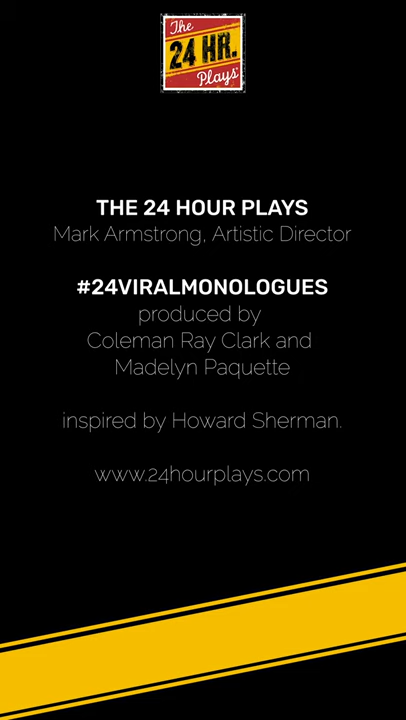 The
24 HR.
Plays
THE 24 HOUR PLAYS
Mark Armstrong, Artistic Director
#24VIRALMONOLOGUES
produced by
Coleman Ray Clark and
Madelyn Paquette
inspired by Howard Sherman.
www.24hourplays.com